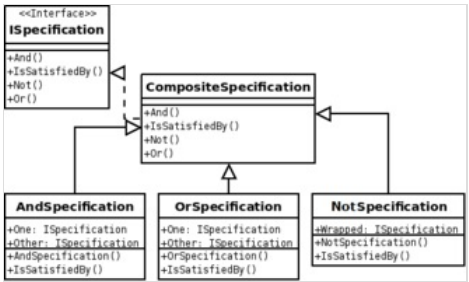 <<Interface>>
ISpecification
+And()
+IsSatisfiedBy()
+Not()
+Or()
CompositeSpecification
+And()
+IsSatisfiedBy()
+Not()
+Or()
AndSpecification
+One: ISpecification
+Other: ISpecification
+AndSpecification()
+IsSatisfiedBy()
OrSpecification
+One: ISpecification
+Other: ISpecification
+OrSpecification()
+IsSatisfiedBy()
NotSpecification
+Wrapped: ISpecification
+NotSpecification()
+IsSatisfiedBy()